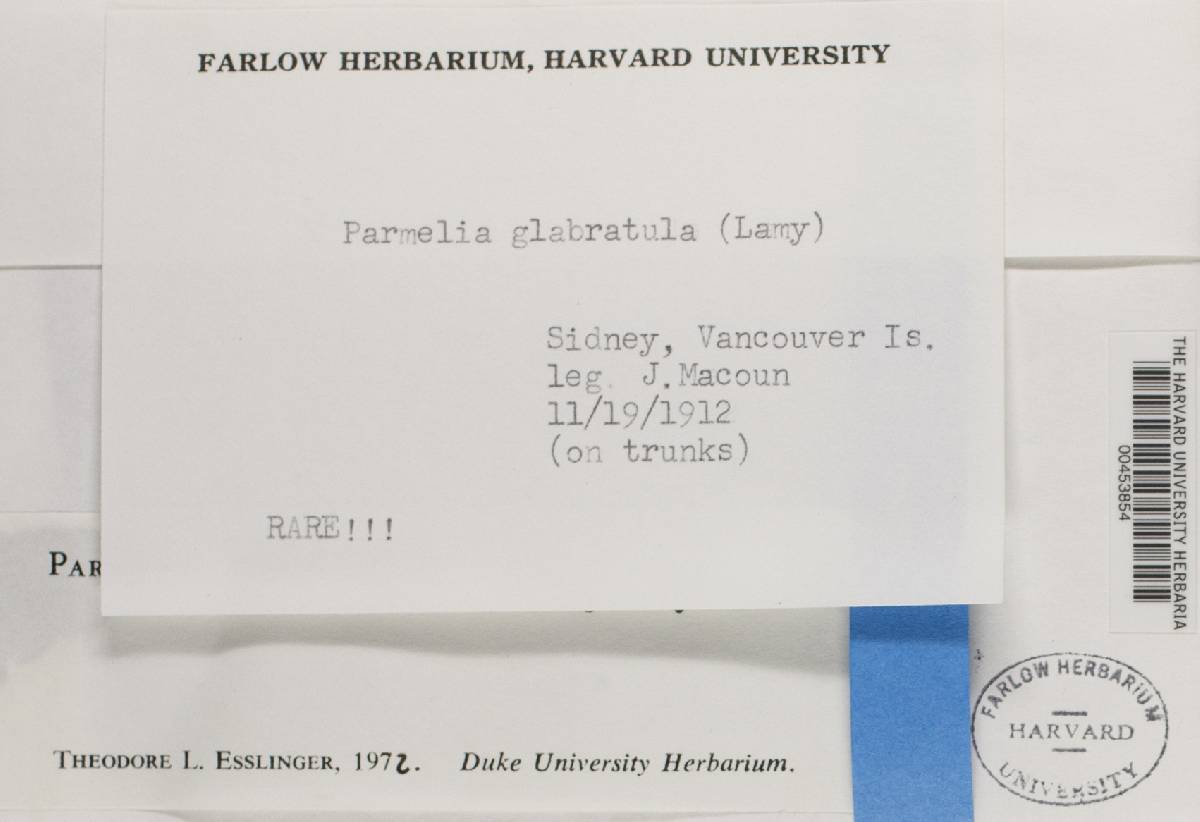 FARLOW HERBARIUM, HARVARD UNIVERSITY
Parmelia glabratula (Lamy)
Sidney, Vancouver Is.
leg. J.Macoun
11/19/1912
(on trunks)
RARE!!!
PAR
THEODORE L. ESSLINGER, 1972. Duke University Herbarium.
THE HARVARD UNIVERSITY HERBARIA
00453854
FARLOW HERBARIUM
HARVARD
UNIVERSITY